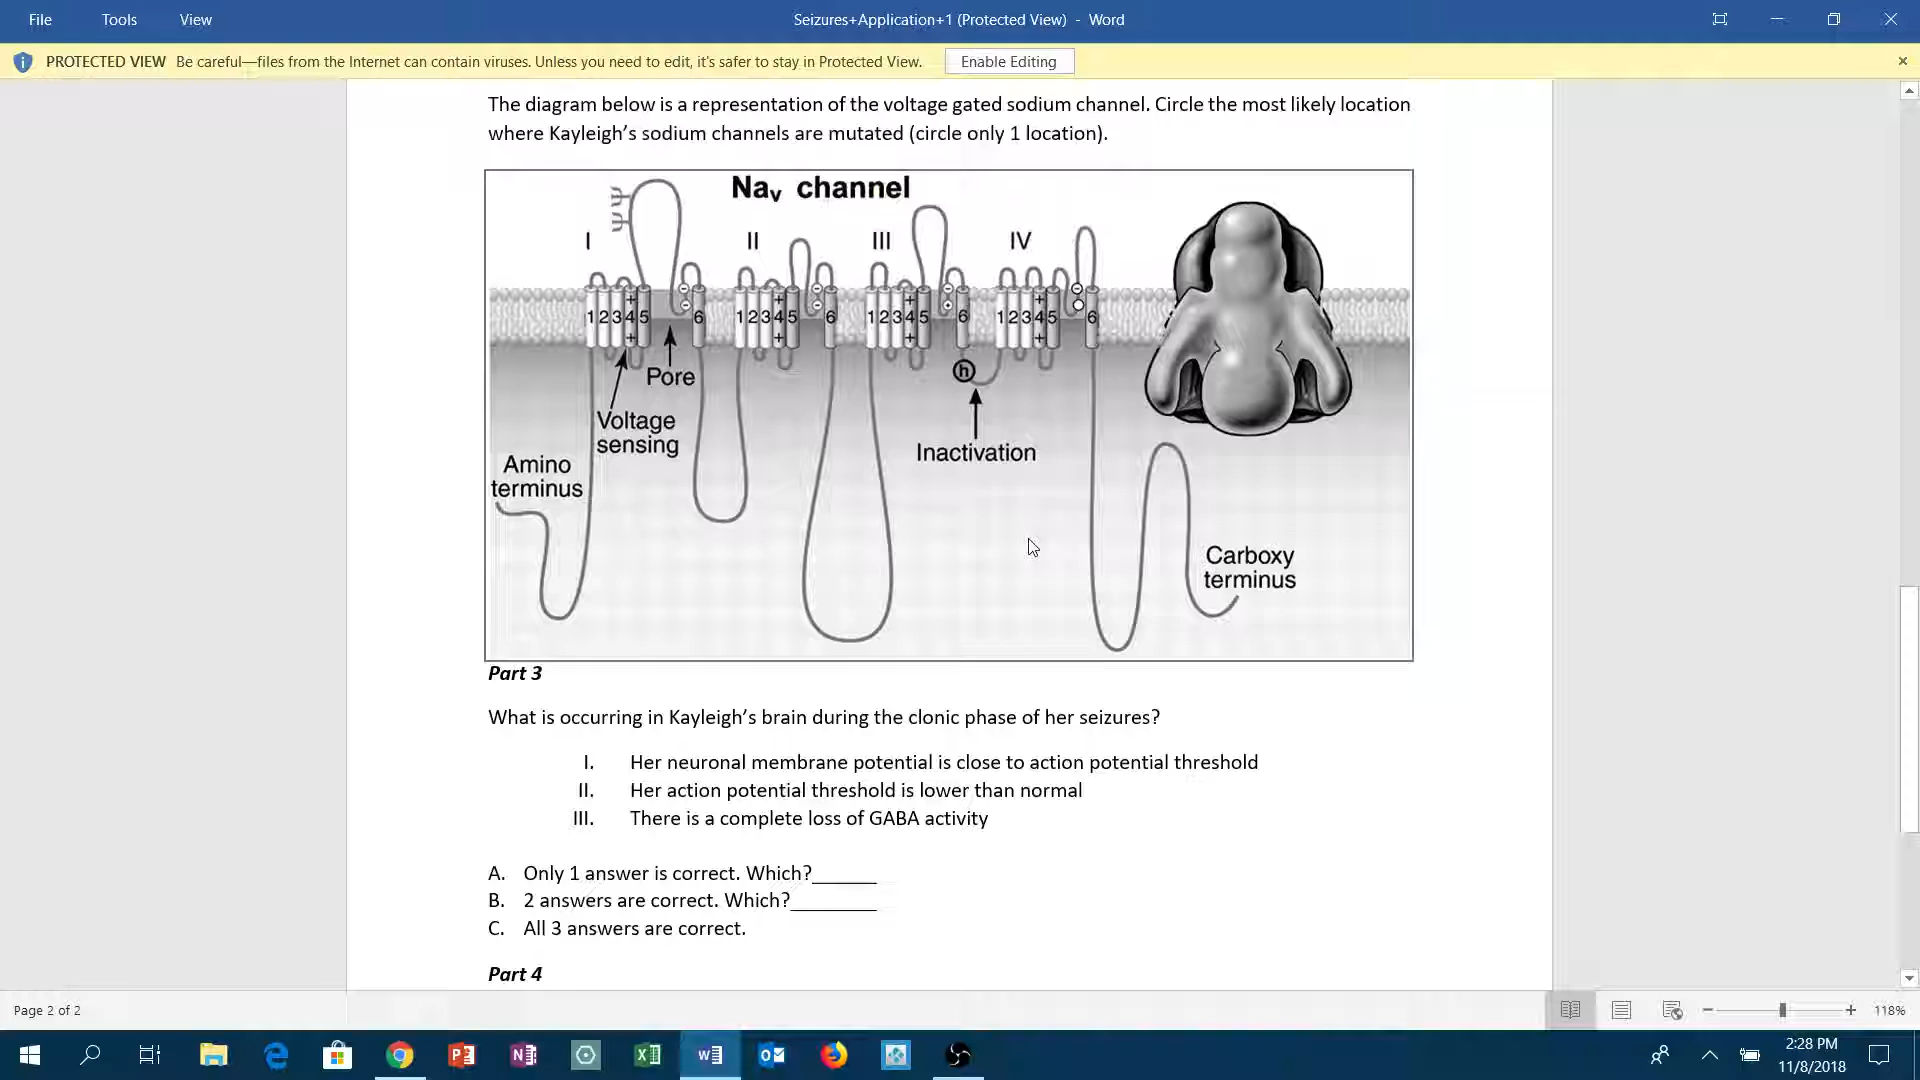 File Tools View Seizures+Application+1 (Protected View) - Word
PROTECTED VIEW Be careful—files from the Internet can contain viruses. Unless you need to edit, it's safer to stay in Protected View. Enable Editing
The diagram below is a representation of the voltage gated sodium channel. Circle the most likely location
where Kayleigh's sodium channels are mutated (circle only 1 location).
Nav channel
I II III IV
+ + + +
1 2 3 4 5 6 1 2 3 4 5 6 1 2 3 4 5 6 1 2 3 4 5 6
+ + + +
h
Pore
Voltage
sensing
Inactivation
Amino
terminus
Carboxy
terminus
Part 3
What is occurring in Kayleigh's brain during the clonic phase of her seizures?
I. Her neuronal membrane potential is close to action potential threshold
II. Her action potential threshold is lower than normal
III. There is a complete loss of GABA activity
A. Only 1 answer is correct. Which?______
B. 2 answers are correct. Which?________
C. All 3 answers are correct.
Part 4
Page 2 of 2 118%
2:28 PM
11/8/2018